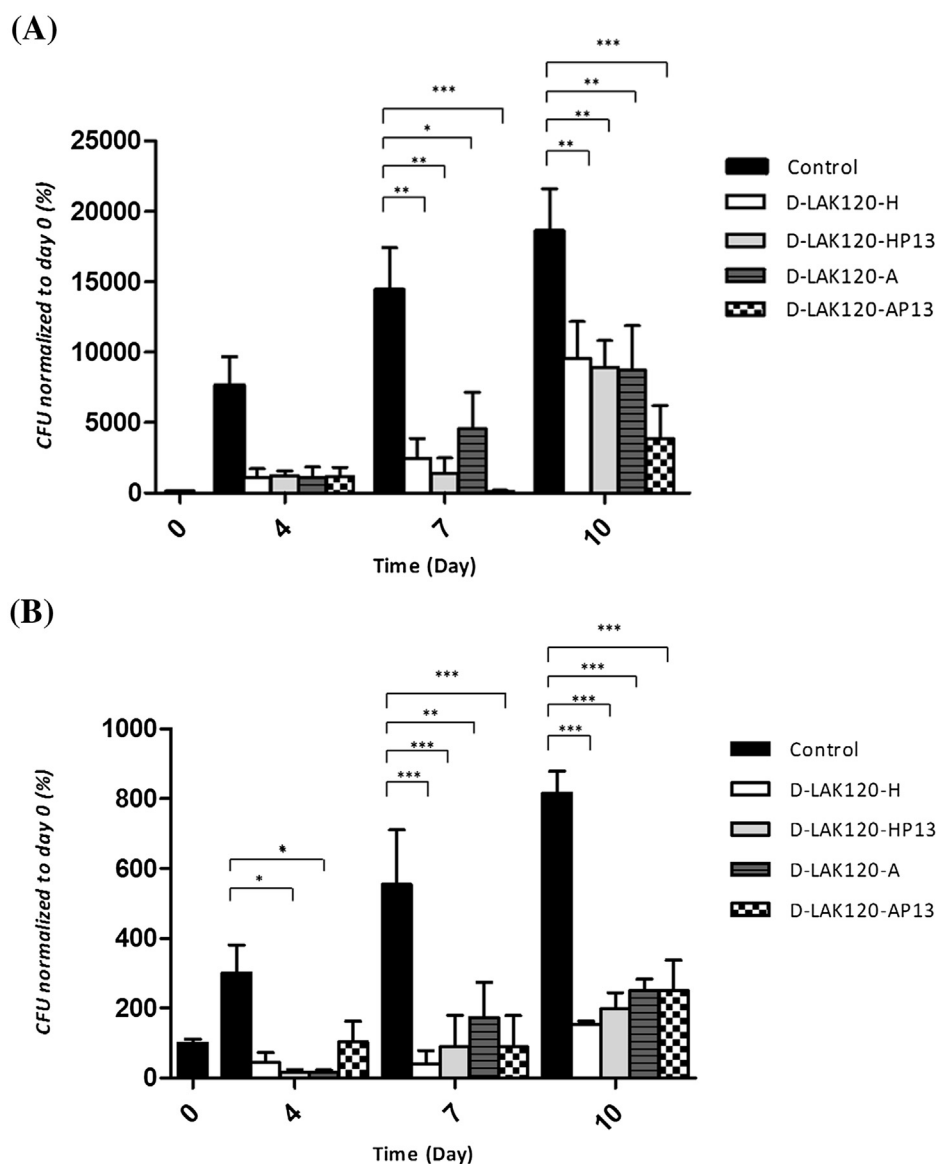 (A)
***
***
**
*
**
**
**
**
25000
20000
15000
10000
5000
0
CFU normalized to day 0 (%)
0
4
7
10
Time (Day)
Control
D-LAK120-H
D-LAK120-HP13
D-LAK120-A
D-LAK120-AP13
(B)
***
***
***
***
***
**
***
***
*
*
1000
800
600
400
200
0
CFU normalized to day 0 (%)
0
4
7
10
Time (Day)
Control
D-LAK120-H
D-LAK120-HP13
D-LAK120-A
D-LAK120-AP13